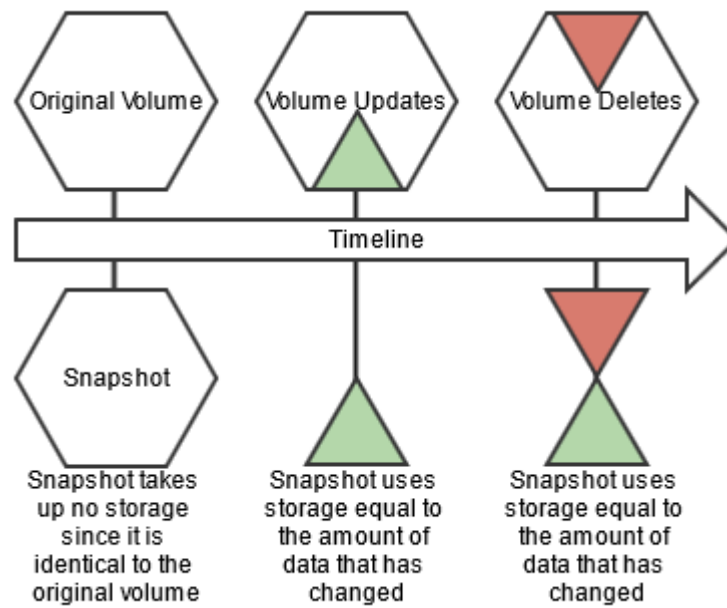 Original Volume
Volume Updates
Volume Deletes
Timeline
Snapshot
Snapshot takes
up no storage
since it is
identical to the
original volume
Snapshot uses
storage equal to
the amount of
data that has
changed
Snapshot uses
storage equal to
the amount of
data that has
changed